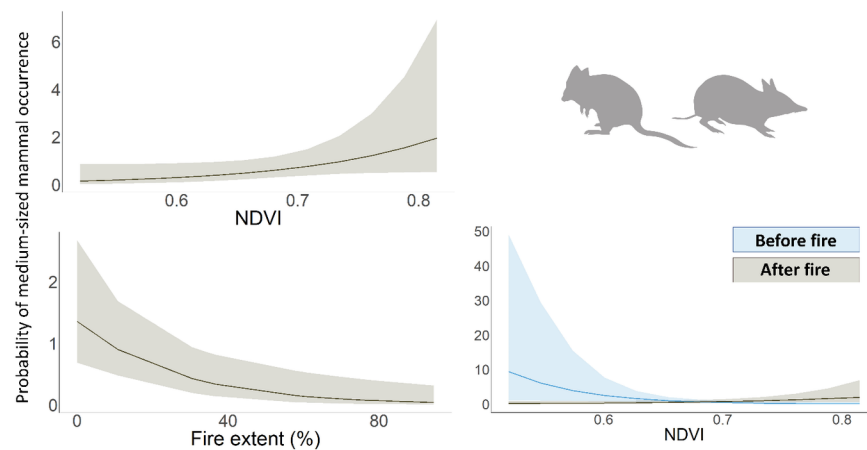 Probability of medium-sized mammal occurrence
6
4
2
0
0.6 0.7 0.8
NDVI
2
1
0
0 40 80
Fire extent (%)
50
40
30
20
10
0
Before fire
After fire
0.6 0.7 0.8
NDVI